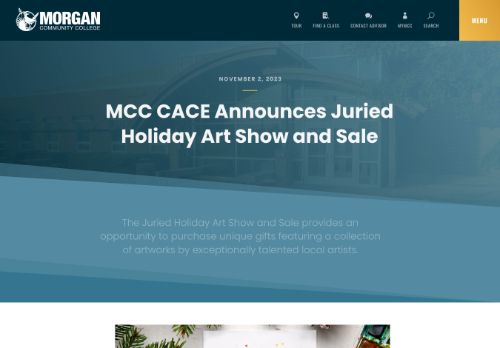 MORGAN
COMMUNITY COLLEGE
TOUR
FIND A CLASS
CONTACT ADVISOR
MYMCC
SEARCH
MENU
NOVEMBER 2, 2023
MCC CACE Announces Juried
Holiday Art Show and Sale
The Juried Holiday Art Show and Sale provides an
opportunity to purchase unique gifts featuring a collection
of artworks by exceptionally talented local artists.